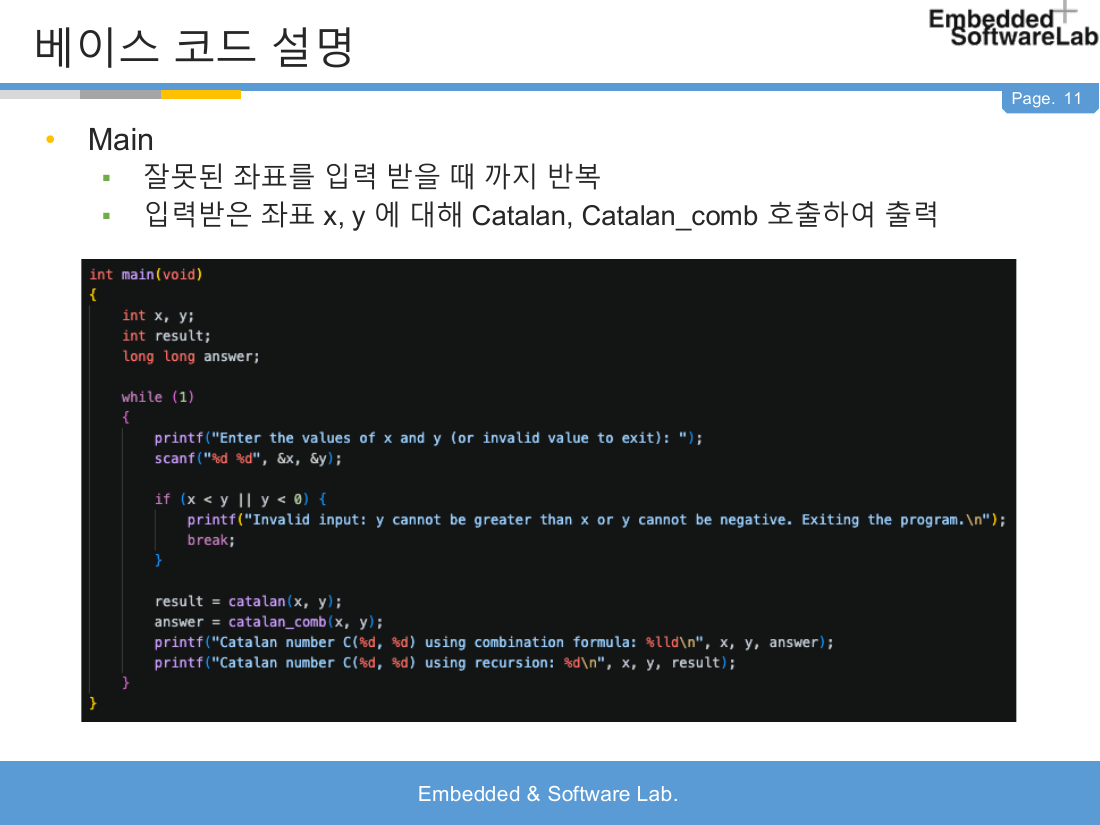 베이스 코드 설명
Embedded
SoftwareLab
Page. 11
• Main
▪ 잘못된 좌표를 입력 받을 때 까지 반복
▪ 입력받은 좌표 x, y 에 대해 Catalan, Catalan_comb 호출하여 출력
int main(void)
{
    int x, y;
    int result;
    long long answer;
    while (1)
    {
        printf("Enter the values of x and y (or invalid value to exit): ");
        scanf("%d %d", &x, &y);
        if (x < y || y < 0) {
            printf("Invalid input: y cannot be greater than x or y cannot be negative. Exiting the program.\n");
            break;
        }
        result = catalan(x, y);
        answer = catalan_comb(x, y);
        printf("Catalan number C(%d, %d) using combination formula: %lld\n", x, y, answer);
        printf("Catalan number C(%d, %d) using recursion: %d\n", x, y, result);
    }
}
Embedded & Software Lab.